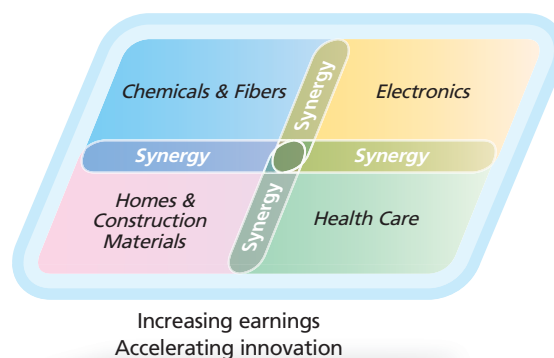 Chemicals & Fibers
Synergy
Electronics
Synergy
Synergy
Homes &
Construction
Materials
Synergy
Health Care
Increasing earnings
Accelerating innovation